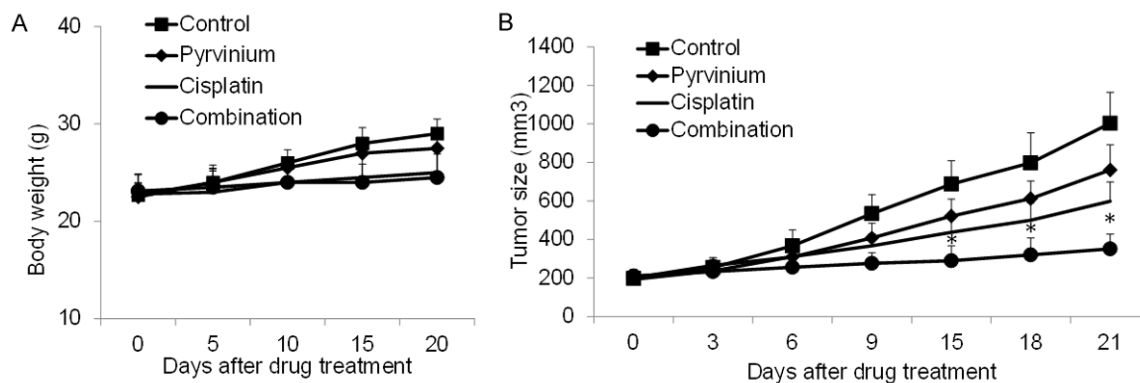 A
Body weight (g)
40
30
20
10
Control
Pyrvinium
Cisplatin
Combination
0 5 10 15 20
Days after drug treatment
B
Tumor size (mm3)
1400
1200
1000
800
600
400
200
0
Control
Pyrvinium
Cisplatin
Combination
* * *
0 3 6 9 15 18 21
Days after drug treatment